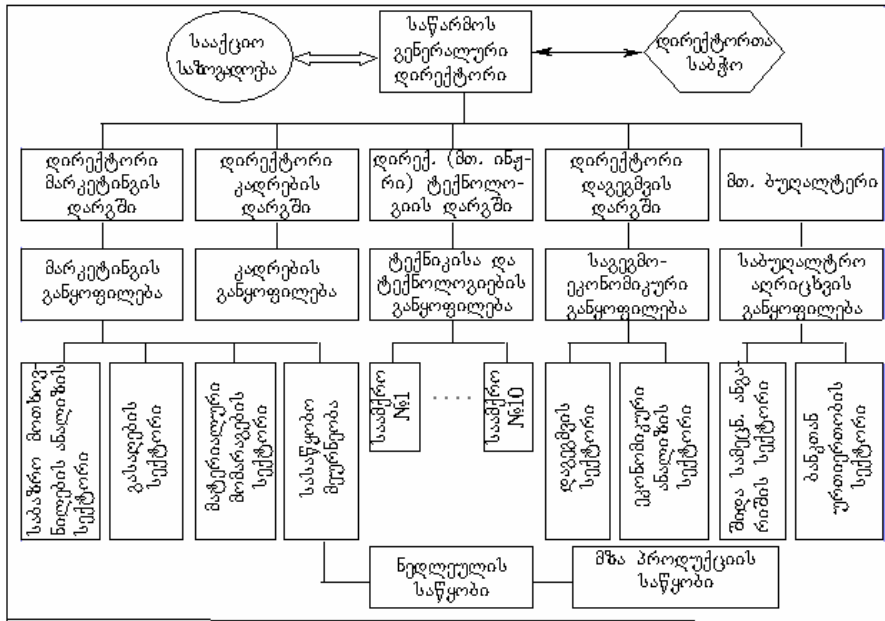 სააქციო
საზოგადოება
საწარმოს
გენერალური
დირექტორი
დირექტორთა
საბჭო
დირექტორი
მარკეტინგის
დარგში
დირექტორი
კადრების
დარგში
დირექ. (მთ. ინჟ-
რი) ტექნოლო-
გიის დარგში
დირექტორი
დაგეგმვის
დარგში
მთ. ბუღალტერი
მარკეტინგის
განყოფილება
კადრების
განყოფილება
ტექნიკისა და
ტექნოლოგიების
განყოფილება
საგეგმო-
ეკონომიკური
განყოფილება
საბუღალტრო
აღრიცხვის
განყოფილება
საბაზრო მოთხოვ-
ნილების ანალიზის
სექტორი
გასაღების
სექტორი
მატერიალური
მომარაგების
სექტორი
სასაწყობო
მეურნეობა
საამქრო
№1
. . . .
საამქრო
№10
დაგეგმვის
სექტორი
ეკონომიკური
ანალიზის
სექტორი
შიდა სამეცნ. ანგა-
რიშის სექტორი
ბანკთან
ურთიერთობის
სექტორი
ნედლეულის
საწყობი
მზა პროდუქციის
საწყობი